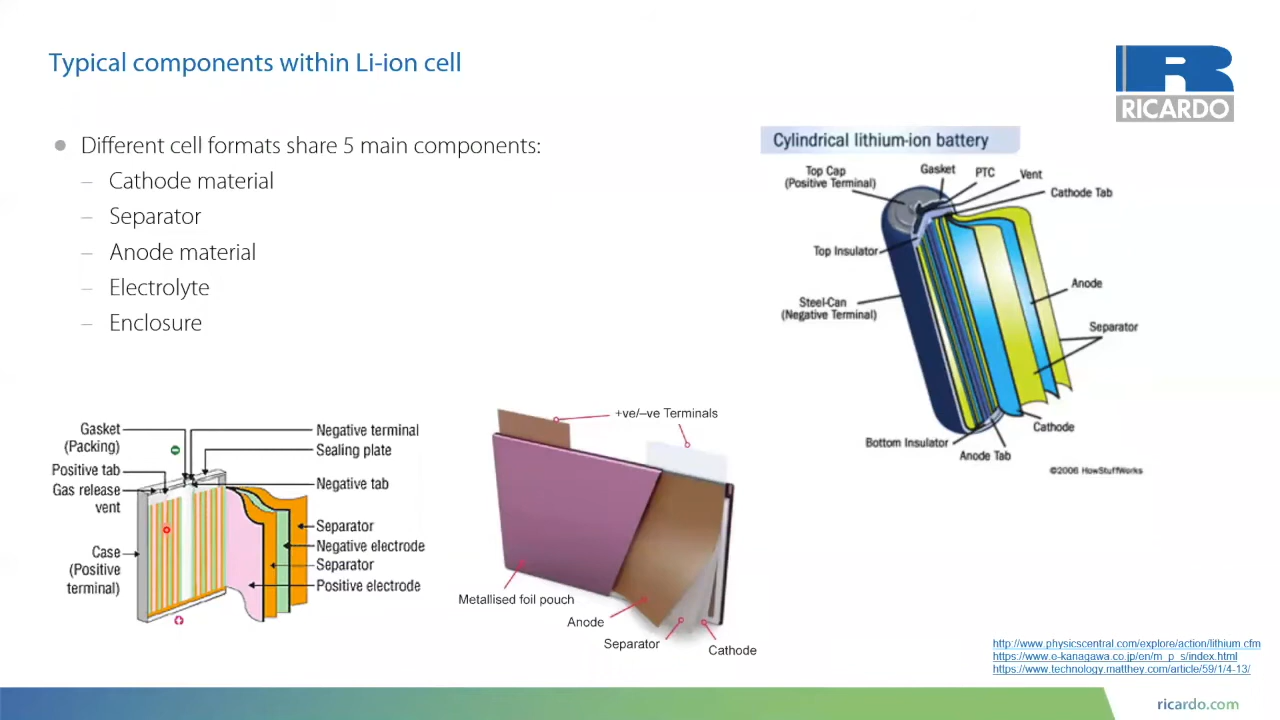 Typical components within Li-ion cell
RICARDO
Different cell formats share 5 main components:
– Cathode material
– Separator
– Anode material
– Electrolyte
– Enclosure
Cylindrical lithium-ion battery
Top Cap
(Positive Terminal)
Gasket
PTC
Vent
Cathode Tab
Top Insulator
Steel-Can
(Negative Terminal)
Anode
Separator
Cathode
Bottom Insulator
Anode Tab
©2006 HowStuffWorks
Gasket
(Packing)
Positive tab
Gas release
vent
Case
(Positive
terminal)
Negative terminal
Sealing plate
Negative tab
Separator
Negative electrode
Separator
Positive electrode
+ve/–ve Terminals
Metallised foil pouch
Anode
Separator
Cathode
http://www.physicscentral.com/explore/action/lithium.cfm
https://www.e-kanagawa.co.jp/en/m_p_s/index.html
https://www.technology.matthey.com/article/59/1/4-13/
ricardo.com